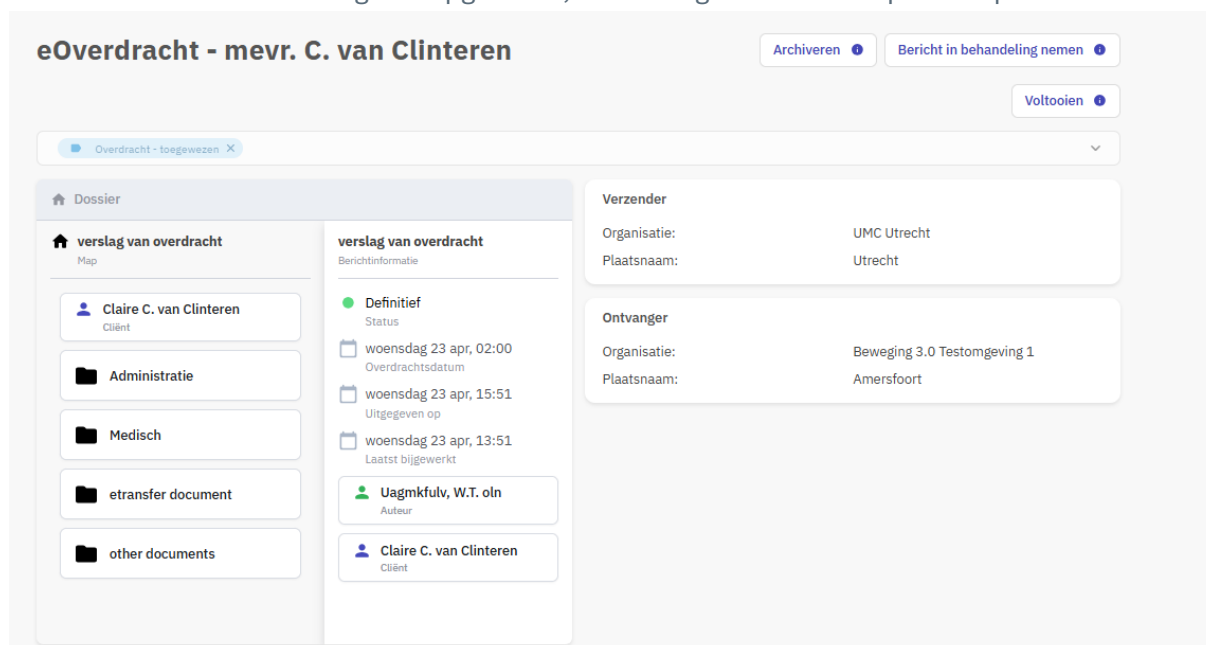 eOverdracht - mevr. C. van Clinteren
Archiveren
Bericht in behandeling nemen
Voltooien
Overdracht - toegewezen
Dossier
verslag van overdracht
Map
Claire C. van Clinteren
Cliënt
Administratie
Medisch
etransfer document
other documents
verslag van overdracht
Berichtinformatie
Definitief
Status
woensdag 23 apr, 02:00
Overdrachtsdatum
woensdag 23 apr, 15:51
Uitgegeven op
woensdag 23 apr, 13:51
Laatst bijgewerkt
Uagmkfulv, W.T. oln
Auteur
Claire C. van Clinteren
Cliënt
Verzender
Organisatie: UMC Utrecht
Plaatsnaam: Utrecht
Ontvanger
Organisatie: Beweging 3.0 Testomgeving 1
Plaatsnaam: Amersfoort